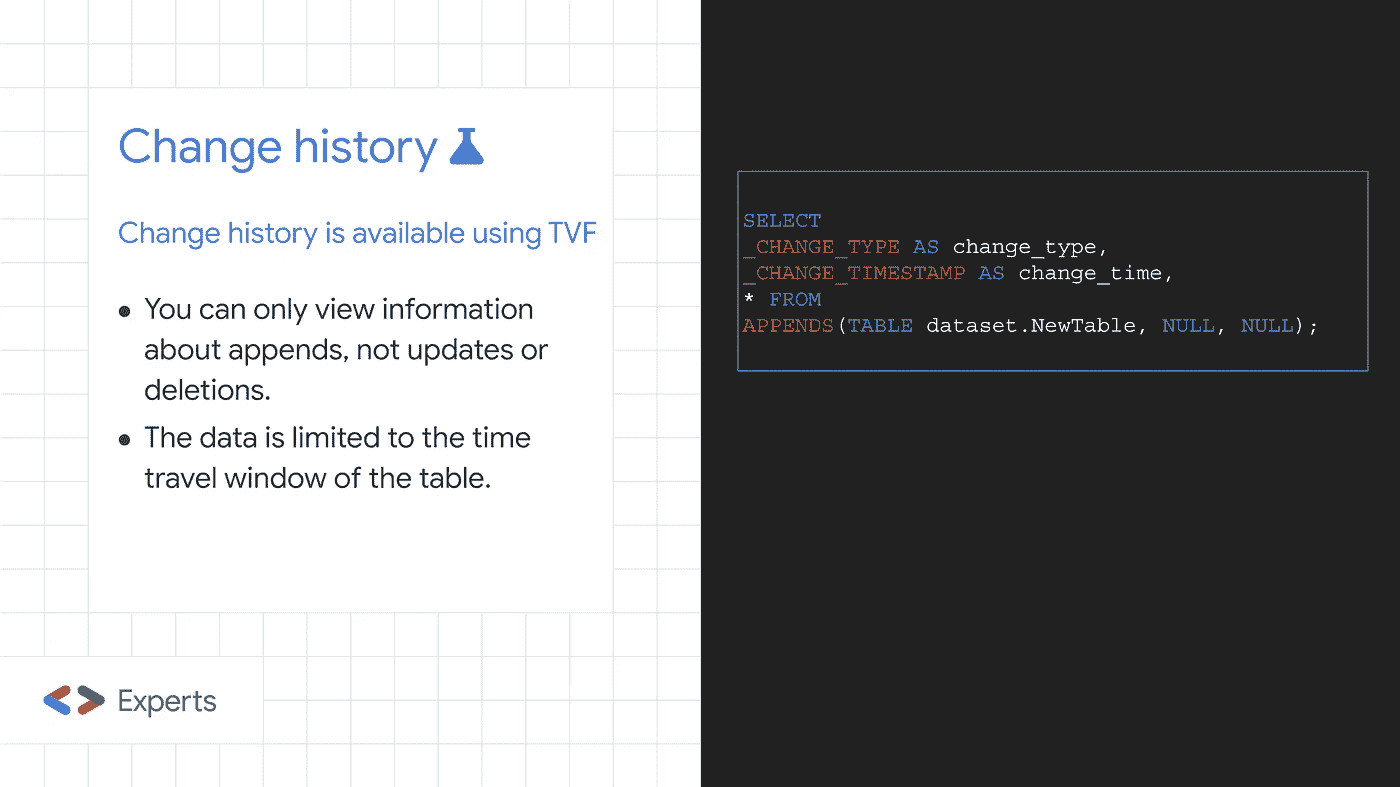 Change history
Change history is available using TVF
• You can only view information
about appends, not updates or
deletions.
• The data is limited to the time
travel window of the table.
Experts
SELECT
_CHANGE_TYPE AS change_type,
_CHANGE_TIMESTAMP AS change_time,
* FROM
APPENDS(TABLE dataset.NewTable, NULL, NULL);